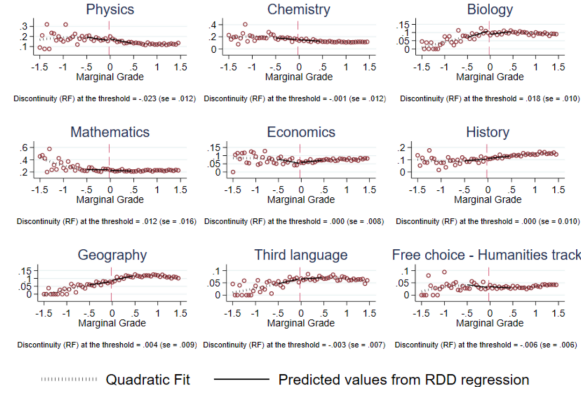 Physics
Chemistry
Biology
.3
.2
.1
-1.5 -1 -.5 0 .5 1 1.5
Marginal Grade
.4
.2
0
-1.5 -1 -.5 0 .5 1 1.5
Marginal Grade
.15
.1
.05
0
-1.5 -1 -.5 0 .5 1 1.5
Marginal Grade
Discontinuity (RF) at the threshold = -.023 (se = .012)
Discontinuity (RF) at the threshold = -.001 (se = .012)
Discontinuity (RF) at the threshold = .018 (se = .010)
Mathematics
Economics
History
.6
.4
.2
-1.5 -1 -.5 0 .5 1 1.5
Marginal Grade
.15
.1
.05
0
-1.5 -1 -.5 0 .5 1 1.5
Marginal Grade
.2
.1
0
-1.5 -1 -.5 0 .5 1 1.5
Marginal Grade
Discontinuity (RF) at the threshold = .012 (se = .016)
Discontinuity (RF) at the threshold = .000 (se = .008)
Discontinuity (RF) at the threshold = .000 (se = 0.010)
Geography
Third language
Free choice - Humanities track
.15
.1
.05
0
-1.5 -1 -.5 0 .5 1 1.5
Marginal Grade
.1
.05
0
-1.5 -1 -.5 0 .5 1 1.5
Marginal Grade
.1
.05
0
-1.5 -1 -.5 0 .5 1 1.5
Marginal Grade
Discontinuity (RF) at the threshold = .004 (se = .009)
Discontinuity (RF) at the threshold = -.003 (se = .007)
Discontinuity (RF) at the threshold = -.006 (se = .006)
Quadratic Fit
Predicted values from RDD regression